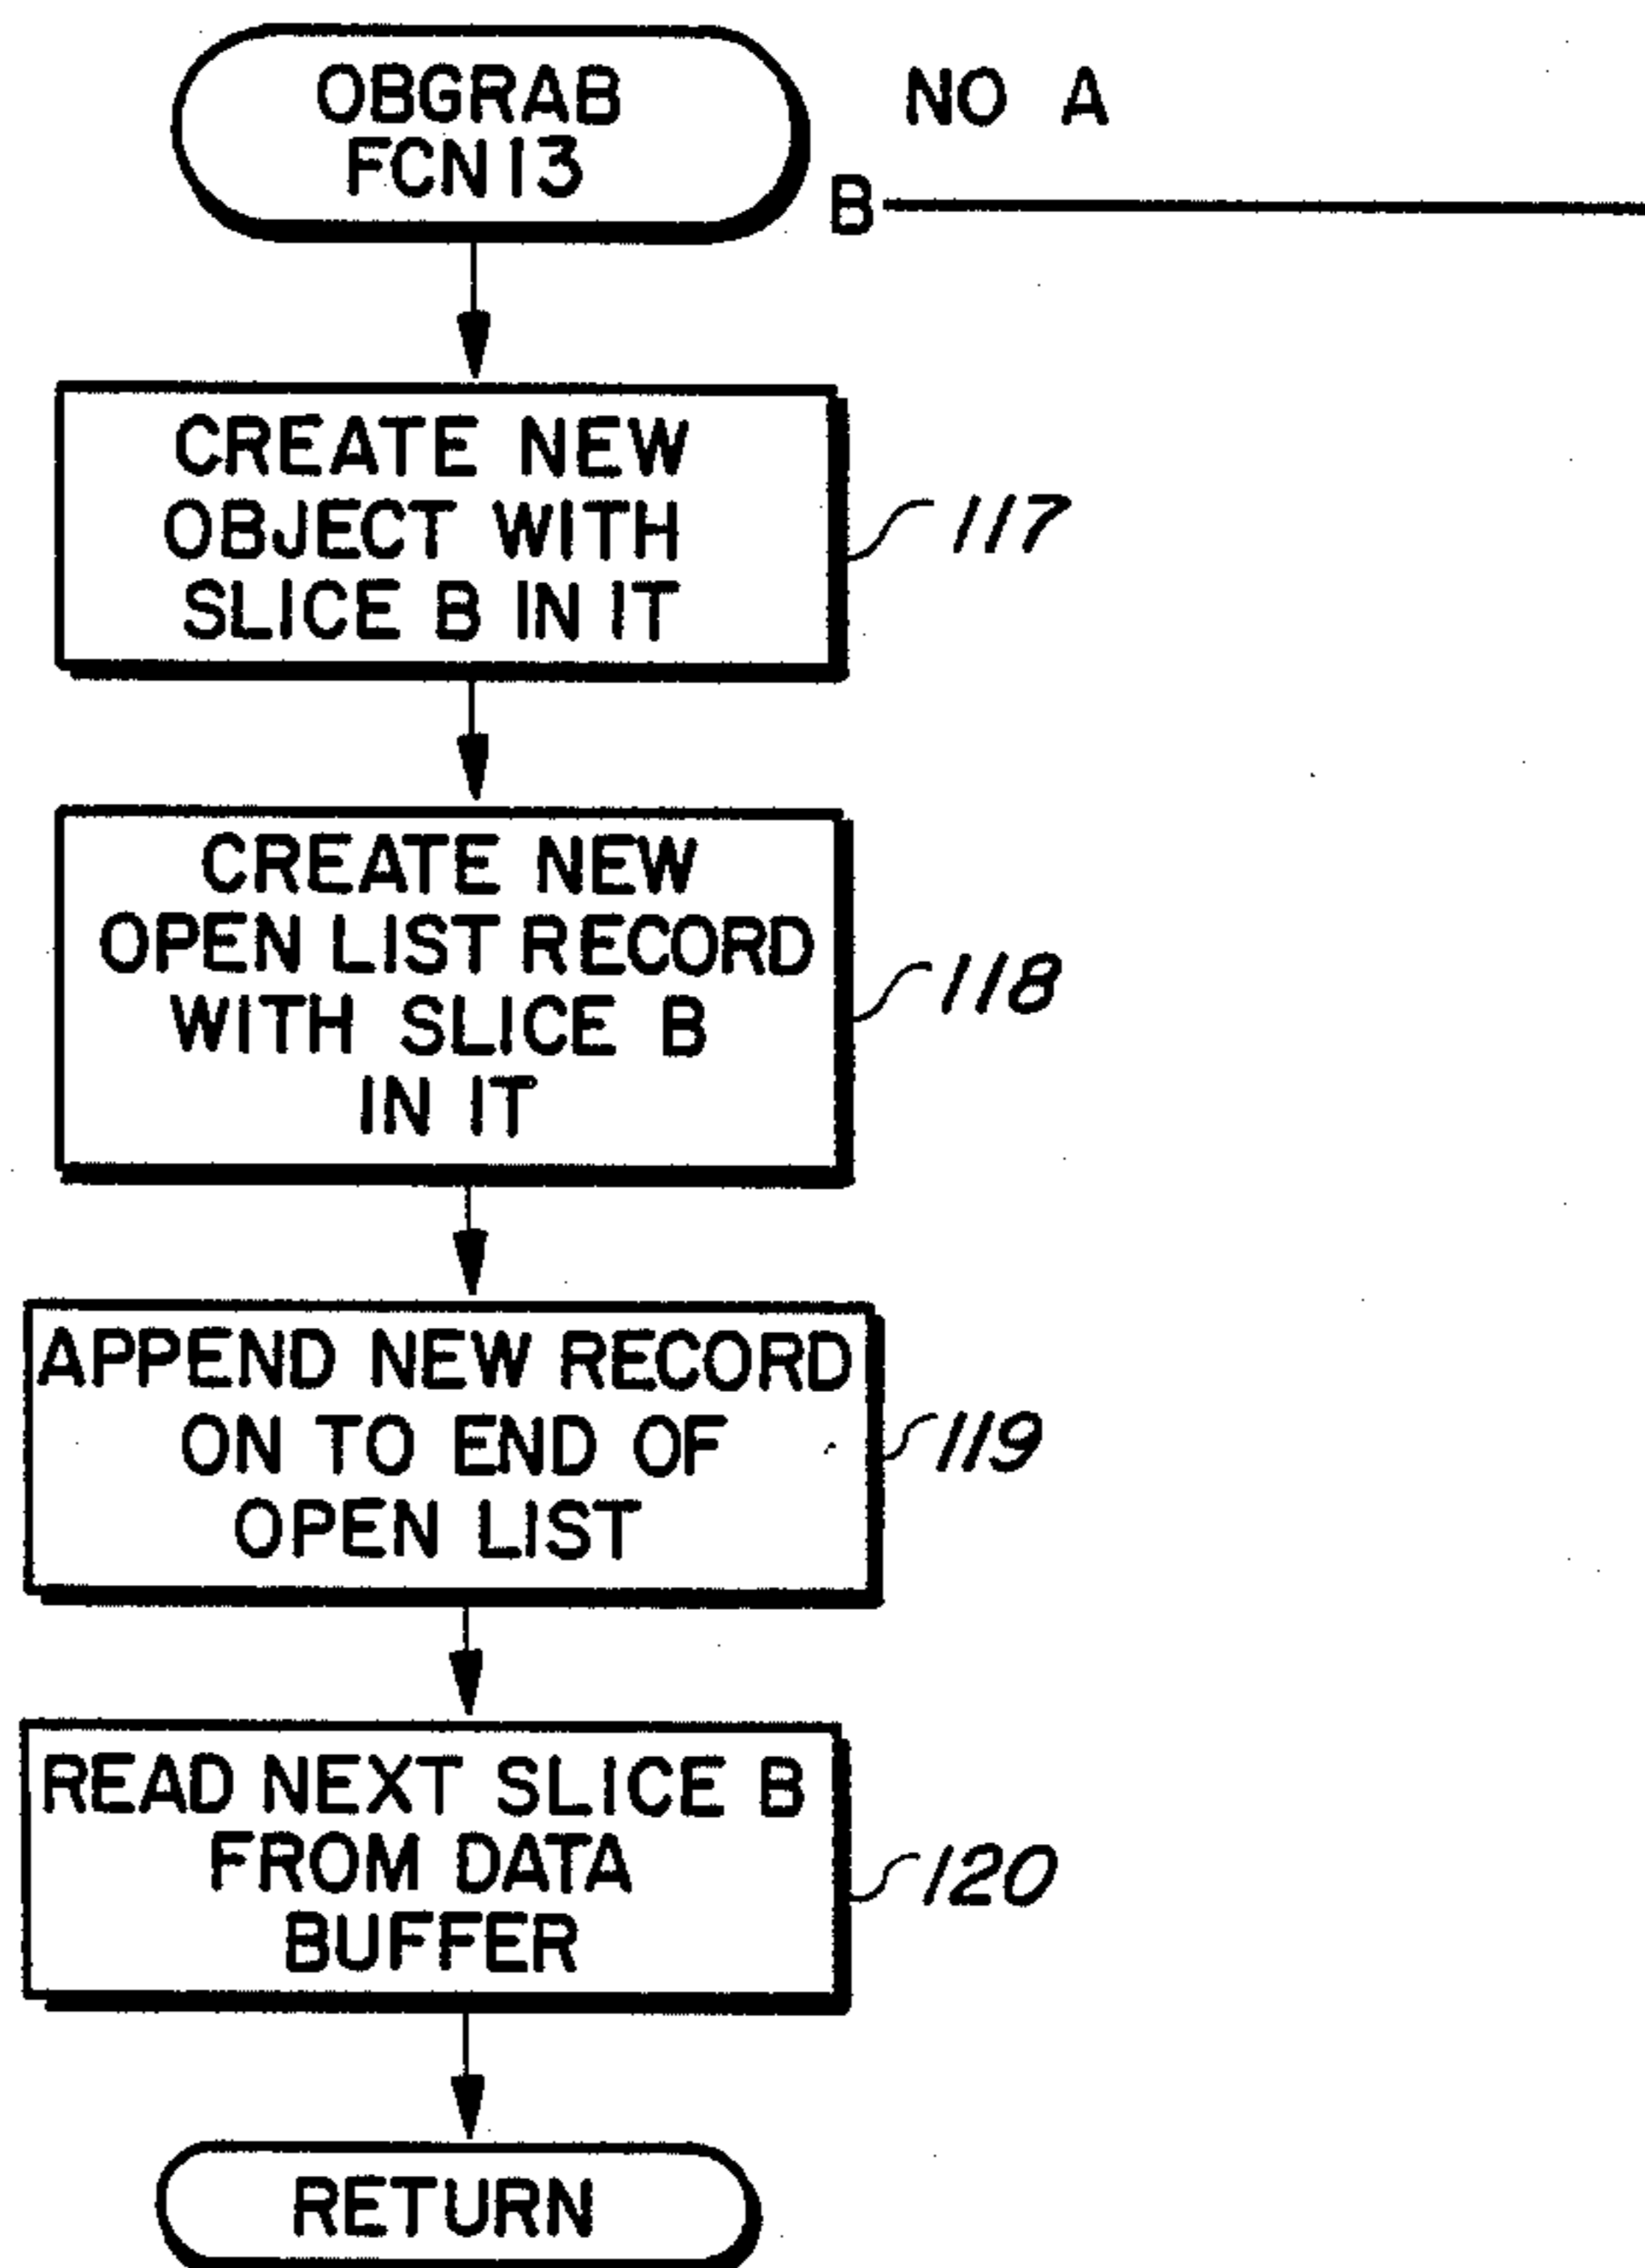 OBGRAB
FCN13
NO A
B
CREATE NEW
OBJECT WITH
SLICE B IN IT
117
CREATE NEW
OPEN LIST RECORD
WITH SLICE B
IN IT
118
APPEND NEW RECORD
ON TO END OF
OPEN LIST
119
READ NEXT SLICE B
FROM DATA
BUFFER
120
RETURN